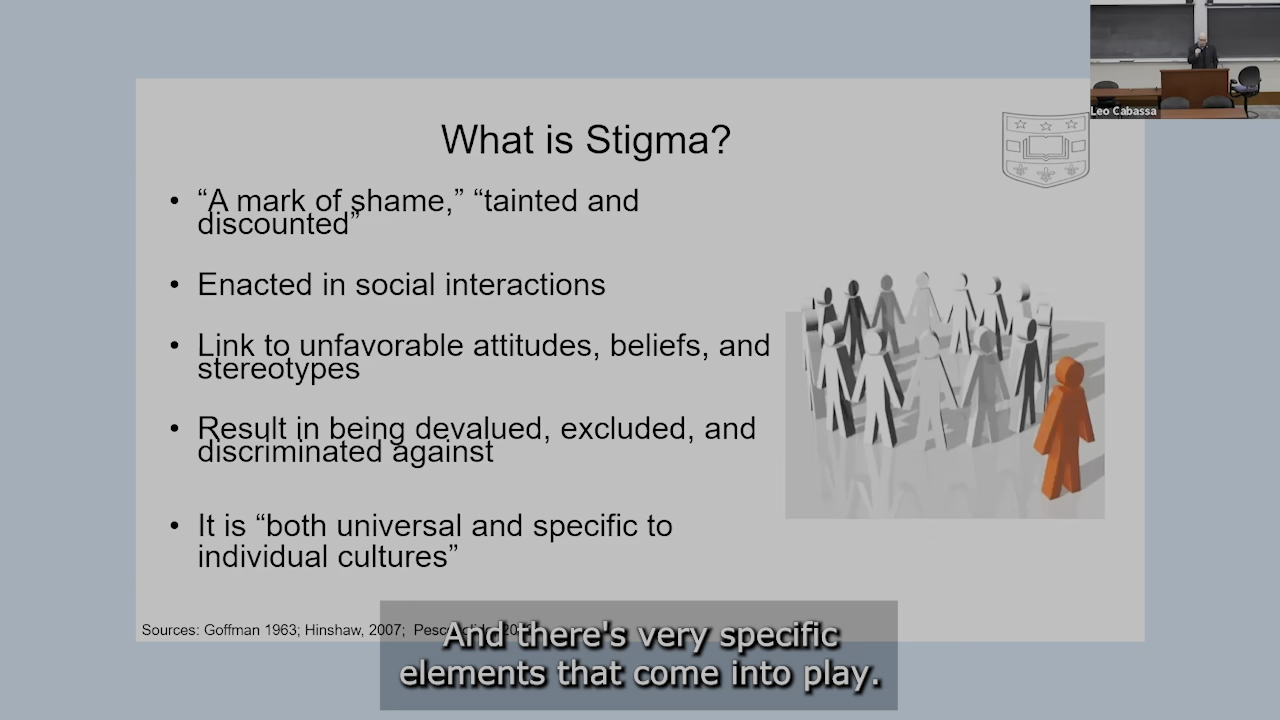 Leo Cabassa
What is Stigma?
• “A mark of shame,” “tainted and
discounted”
• Enacted in social interactions
• Link to unfavorable attitudes, beliefs, and
stereotypes
• Result in being devalued, excluded, and
discriminated against
• It is “both universal and specific to
individual cultures”
Sources: Goffman 1963; Hinshaw, 2007;
And there's very specific
elements that come into play.